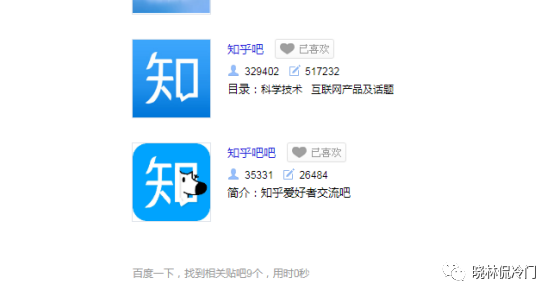 知
知乎吧 已喜欢
329402 517232
目录：科学技术 互联网产品及话题
知
知乎吧吧 已喜欢
35331 26484
简介：知乎爱好者交流吧
百度一下，找到相关贴吧9个，用时0秒
晓林侃冷门